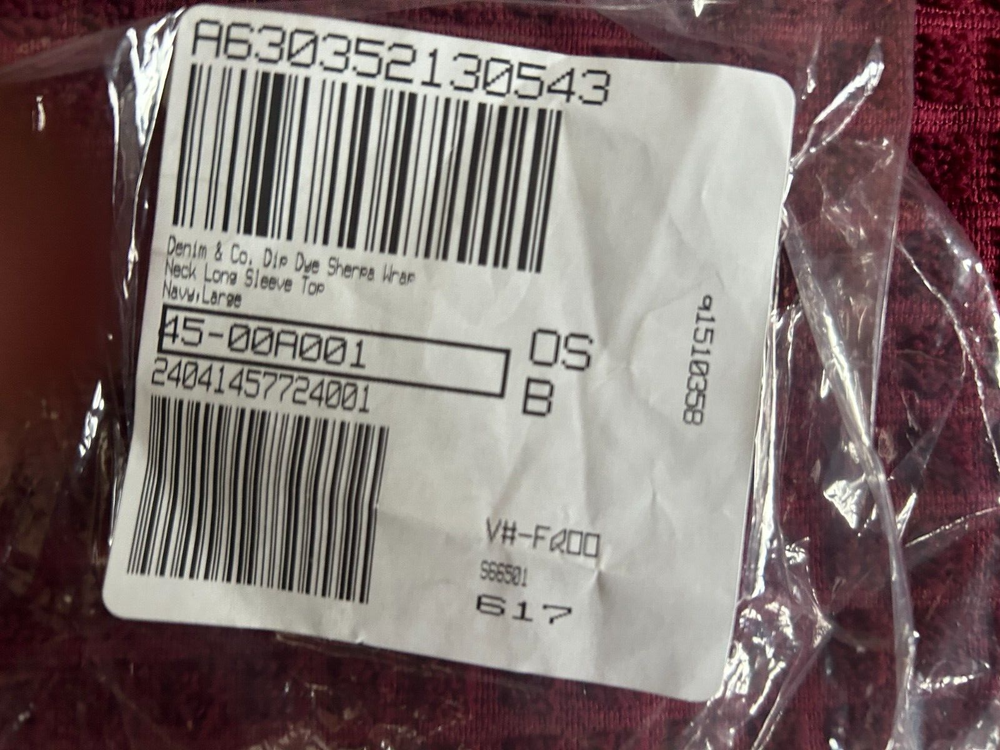 A630352130543
Denim & Co. Dip Dye Sherpa Wrap
Neck Long Sleeve Top
Navy,Large
45-00A001
OS
24041457724001
B
91510358
V#-FR00
S66501
617